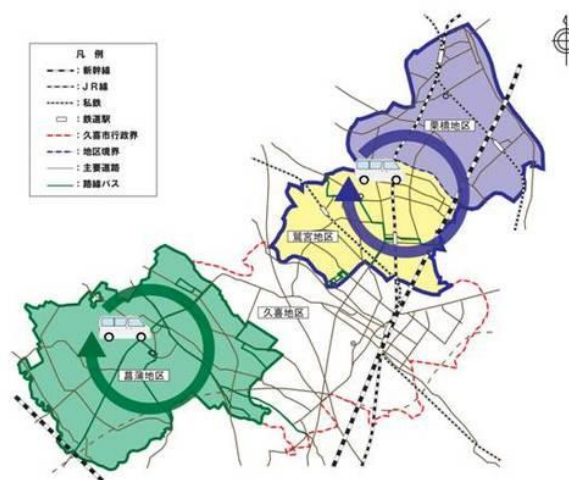 凡 例
:新幹線
:JR線
:私鉄
:鉄道駅
:久喜市行政界
:地区境界
:主要道路
:路線バス
栗橋地区
鷲宮地区
久喜地区
菖蒲地区